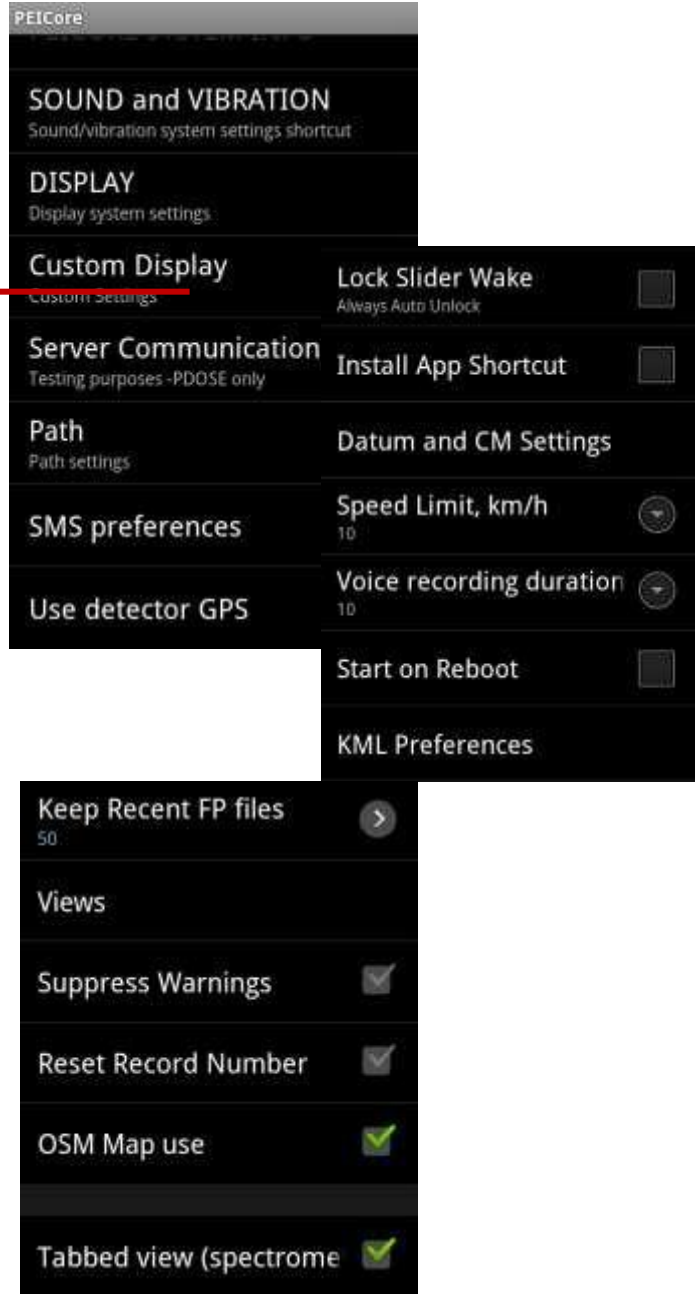 PEICore
SOUND and VIBRATION
Sound/vibration system settings shortcut
DISPLAY
Display system settings
Custom Display
Custom Settings
Server Communication
Testing purposes -PDOSE only
Path
Path settings
SMS preferences
Use detector GPS
Lock Slider Wake
Always Auto Unlock
Install App Shortcut
Datum and CM Settings
Speed Limit, km/h
10
Voice recording duration
10
Start on Reboot
KML Preferences
Keep Recent FP files
50
Views
Suppress Warnings
Reset Record Number
OSM Map use
Tabbed view (spectrome